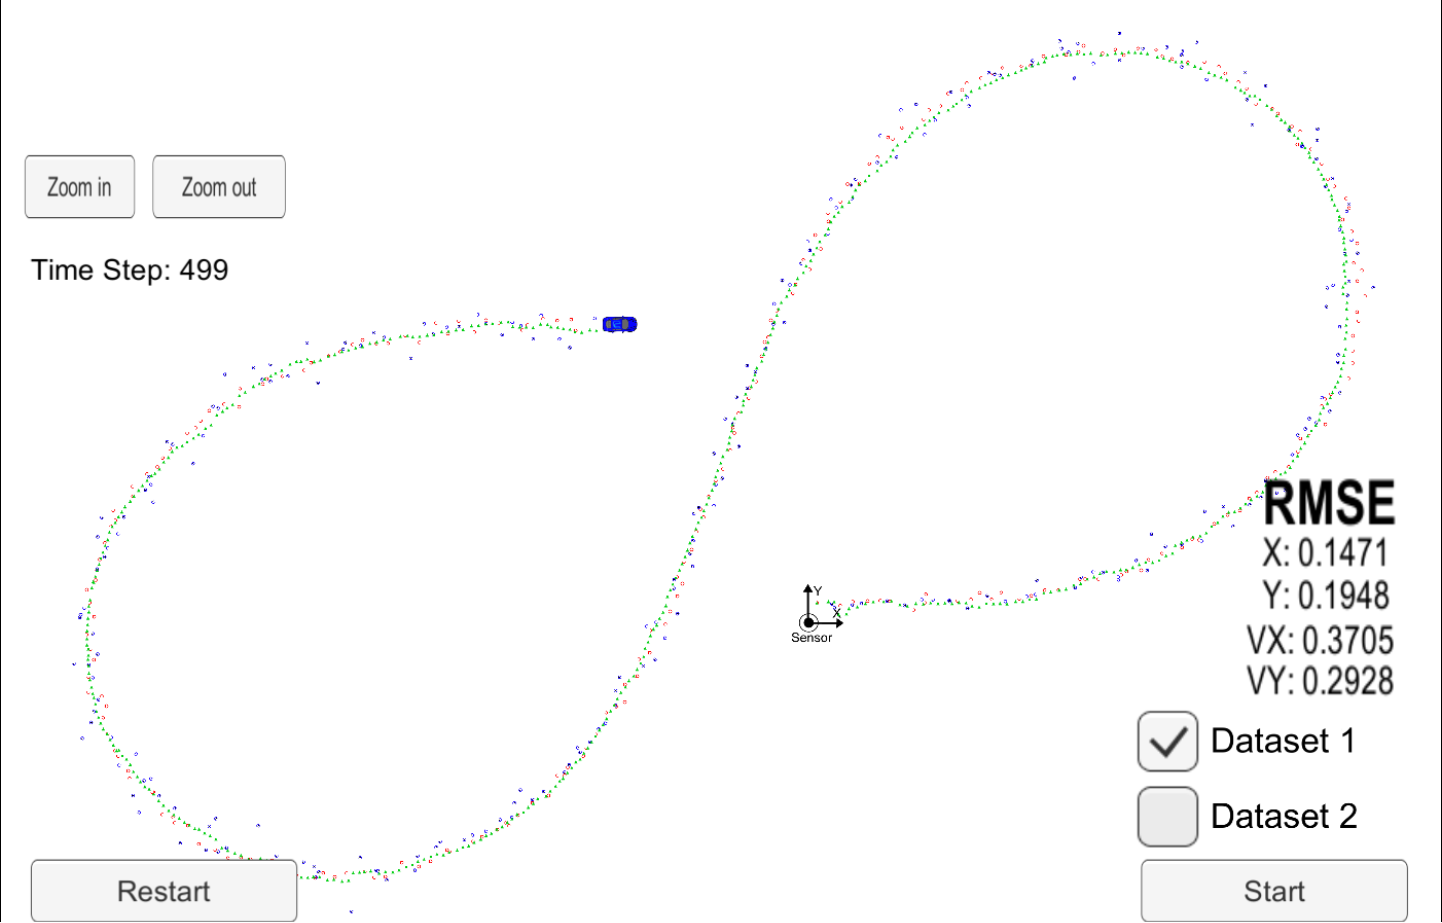 Zoom in
Zoom out
Time Step: 499
RMSE
X: 0.1471
Y: 0.1948
Y
X
Sensor
VX: 0.3705
VY: 0.2928
Dataset 1
Dataset 2
Restart
Start